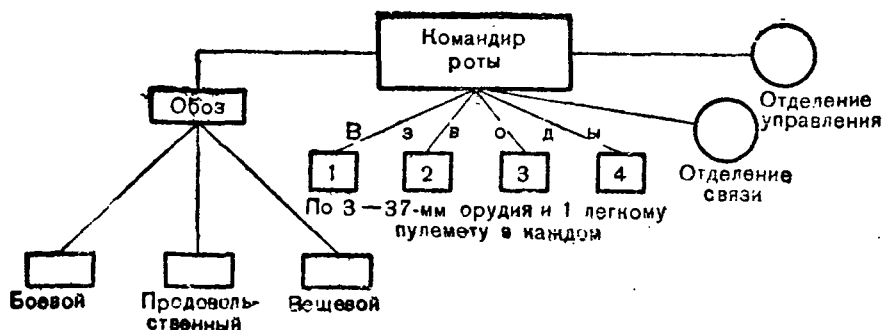 Командир
роты
Обоз
Отделение
управления
Взводы
1 2 3 4
Отделение
связи
По 3 — 37-мм орудия и 1 легкому
пулемету в каждом
Боевой
Продоволь-
ственный
Вещевой